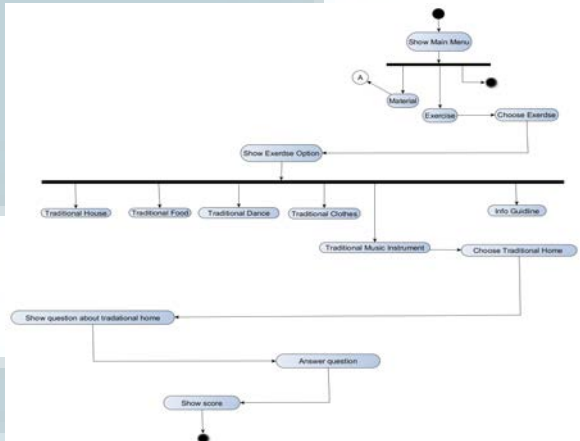 Show Main Menu
A
Material
Exercise
Choose Exerdse
Show Exerdse Option
Traditional House
Traditional Food
Traditional Dance
Traditional Clothes
Info Guidline
Traditional Music Instrument
Choose Traditional Home
Show question about tradational home
Answer question
Show score